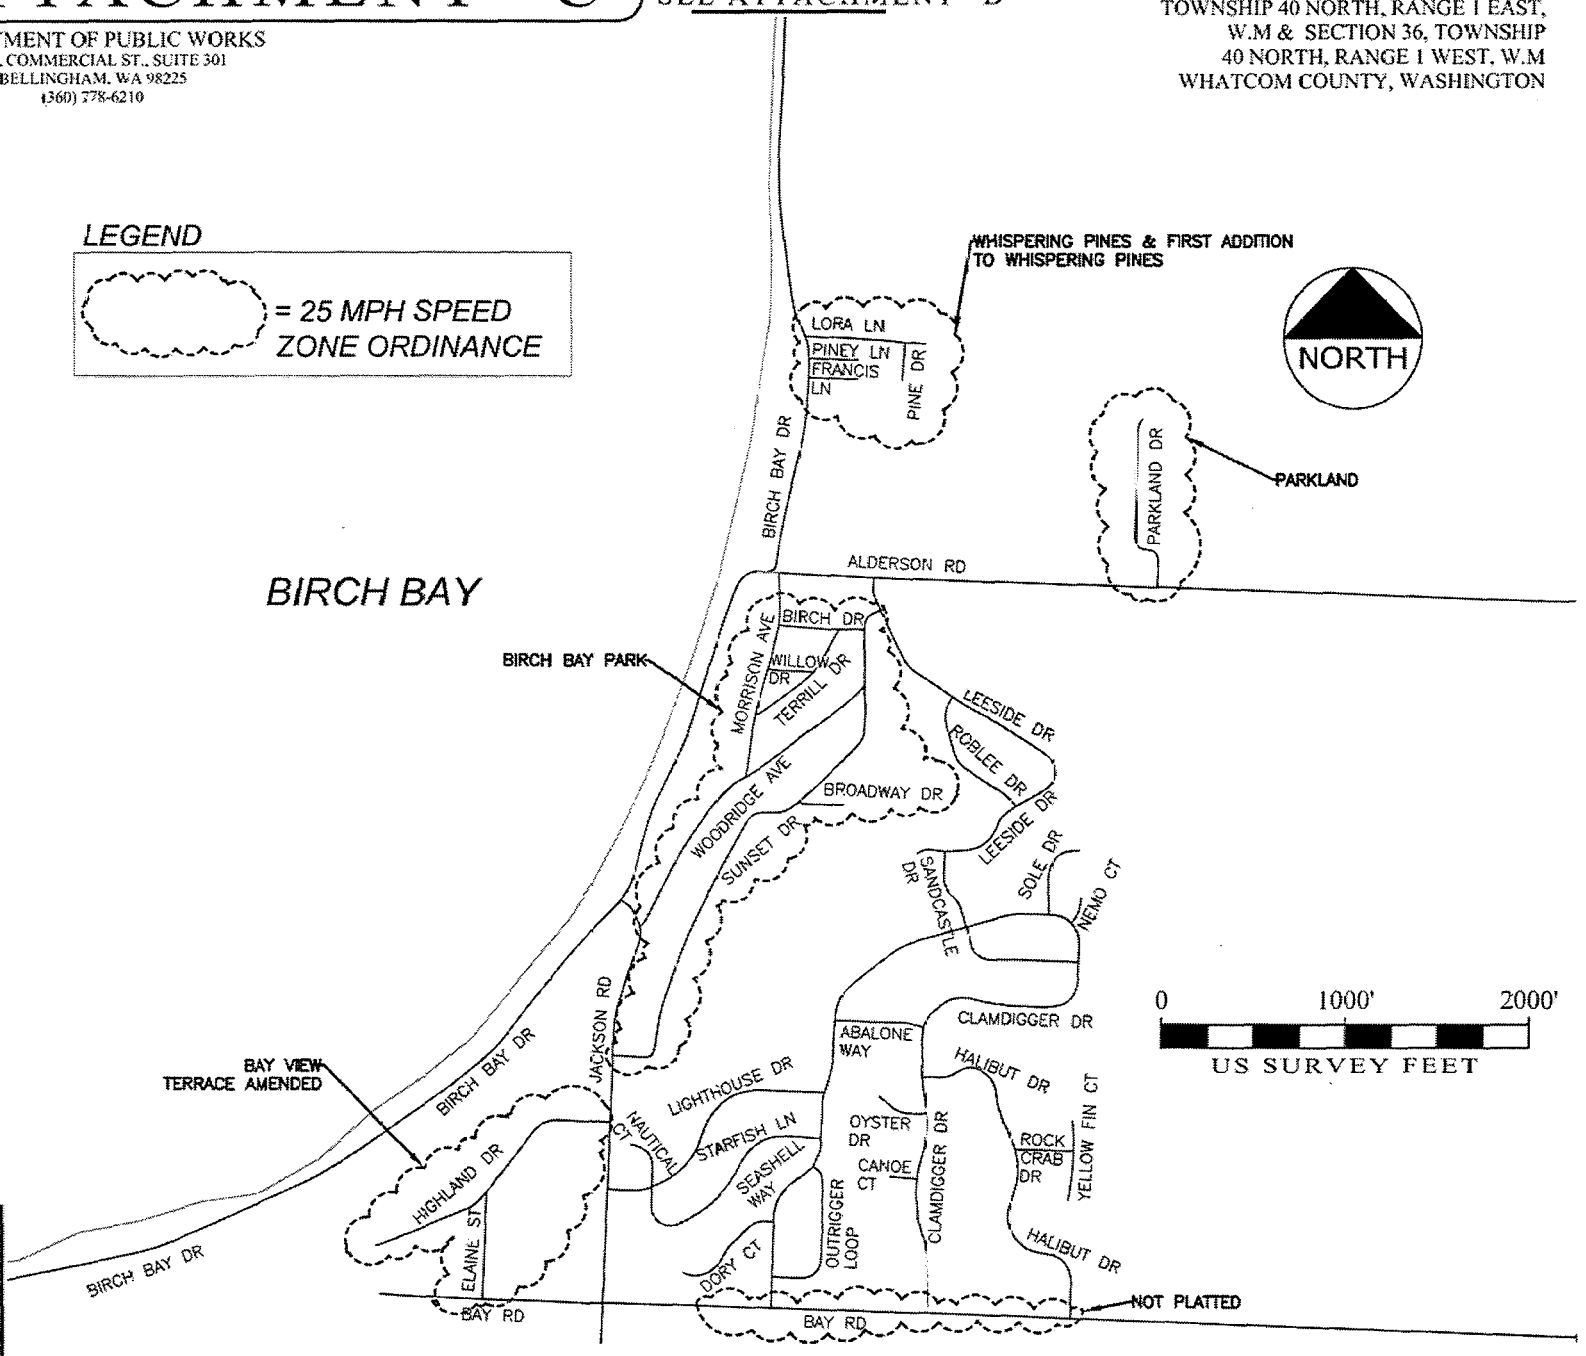 SEE ATTACHMENT "B"
TOWNSHIP 40 NORTH, RANGE 1 EAST,
W.M & SECTION 36, TOWNSHIP
40 NORTH, RANGE 1 WEST, W.M
WHATCOM COUNTY, WASHINGTON
TMENT OF PUBLIC WORKS
COMMERCIAL ST., SUITE 301
BELLINGHAM, WA 98225
(360) 778-6210
LEGEND
= 25 MPH SPEED
ZONE ORDINANCE
WHISPERING PINES & FIRST ADDITION
TO WHISPERING PINES
NORTH
LORA LN
PINEY LN
FRANCIS
LN
PINE DR
BIRCH BAY DR
PARKLAND DR
PARKLAND
ALDERSON RD
BIRCH BAY
BIRCH BAY PARK
BIRCH DR
MORRISON AVE
WILLOW
DR
TERRILL DR
LEESIDE DR
ROBLEE DR
WOODRIDGE AVE
BROADWAY DR
SUNSET DR
LEESIDE DR
SANDCASTLE
DR
SOLE DR
NEMO CT
JACKSON RD
CLAMDIGGER DR
ABALONE
WAY
0 1000' 2000'
US SURVEY FEET
BAY VIEW
TERRACE AMENDED
BIRCH BAY DR
LIGHTHOUSE DR
HALIBUT DR
NAUTICAL
CT
STARFISH LN
OYSTER
DR
CLAMDIGGER DR
ROCK
CRAB
DR
YELLOW FIN CT
HIGHLAND DR
SEASHELL
WAY
CANOE
CT
ELAINE ST
OUTRIGGER
LOOP
DORY CT
HALIBUT DR
BIRCH BAY DR
BAY RD
BAY RD
NOT PLATTED